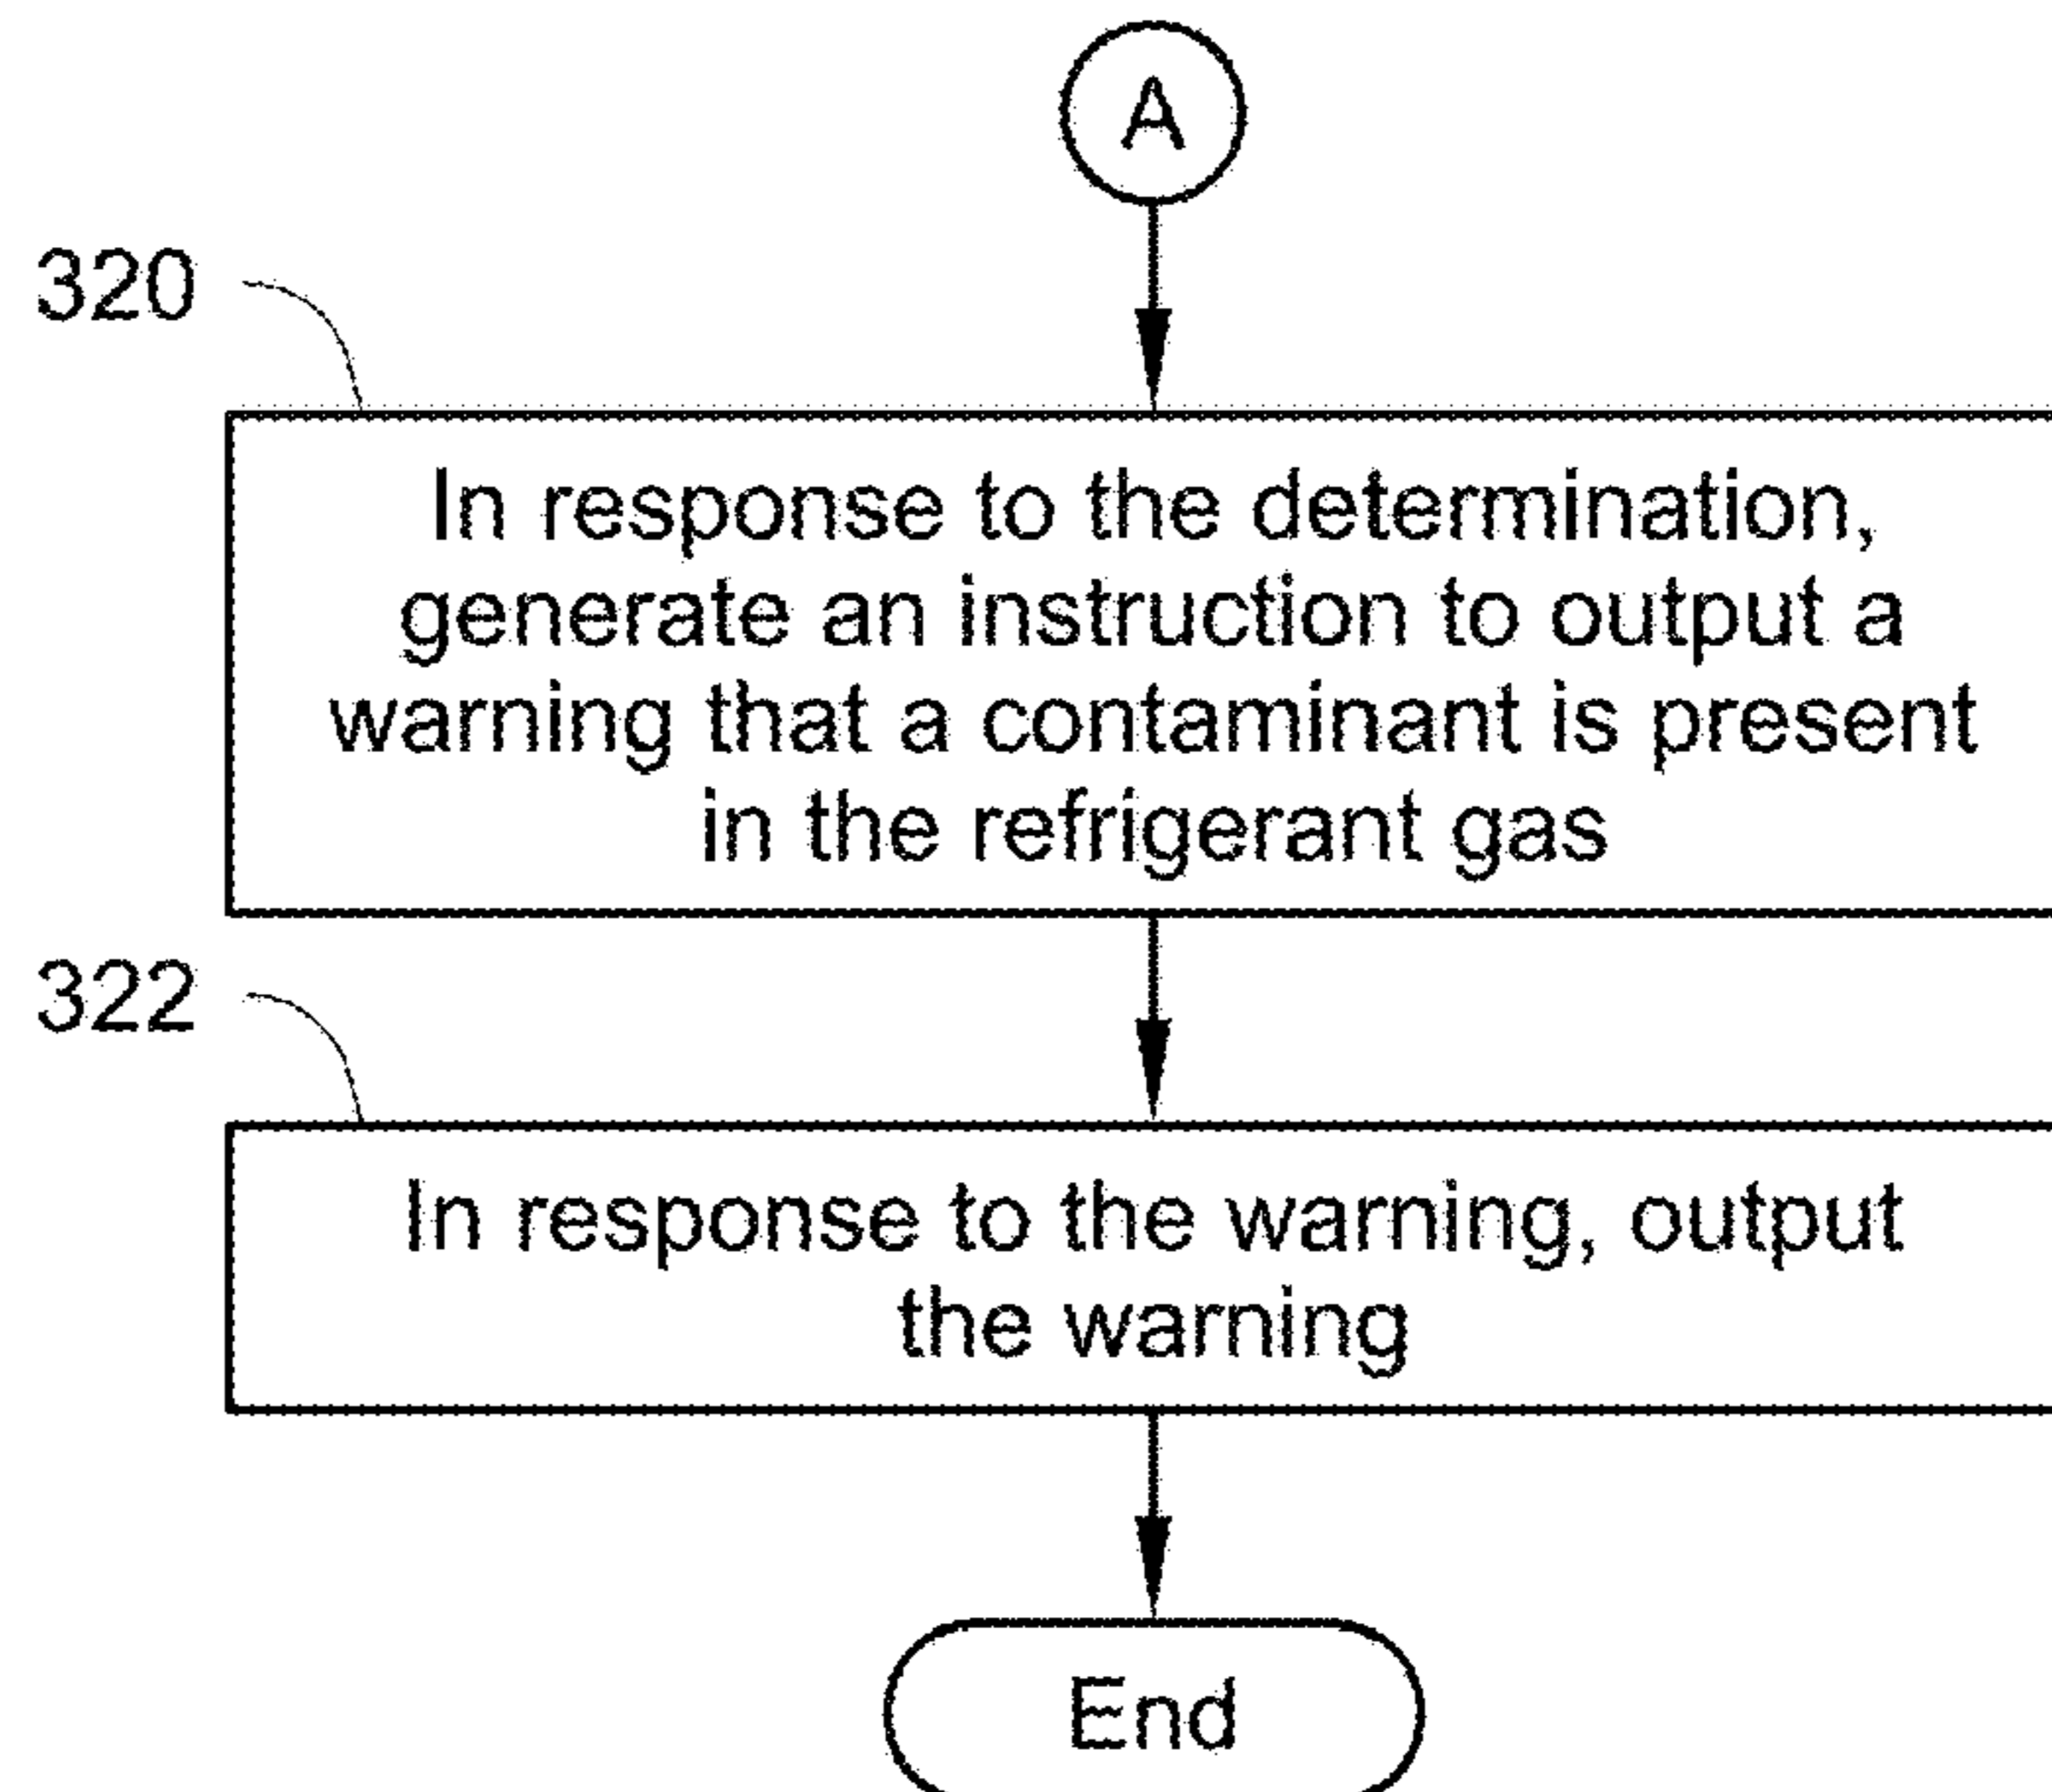 A
320
In response to the determination,
generate an instruction to output a
warning that a contaminant is present
in the refrigerant gas
322
In response to the warning, output
the warning
End